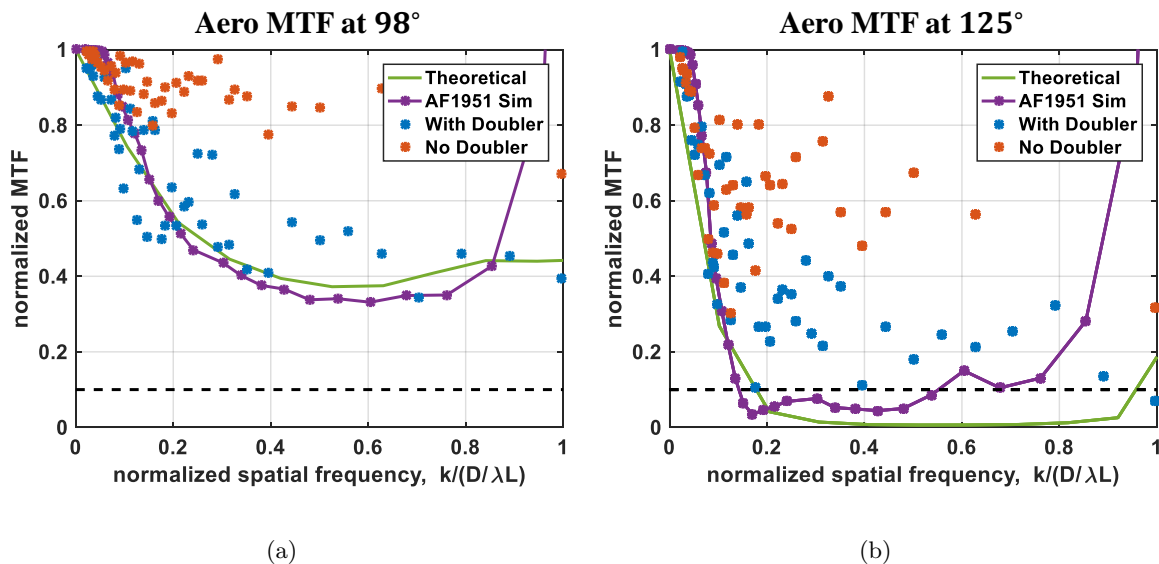 Aero MTF at 98°
1
0.8
0.6
0.4
0.2
0
normalized MTF
Theoretical
AF1951 Sim
With Doubler
No Doubler
0 0.2 0.4 0.6 0.8 1
normalized spatial frequency, k/(D/λL)
(a)
Aero MTF at 125°
1
0.8
0.6
0.4
0.2
0
normalized MTF
Theoretical
AF1951 Sim
With Doubler
No Doubler
0 0.2 0.4 0.6 0.8 1
normalized spatial frequency, k/(D/λL)
(b)